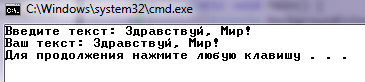 C:\Windows\system32\cmd.exe
Введите текст: Здравствуй, Мир!
Ваш текст: Здравствуй, Мир!
Для продолжения нажмите любую клавишу . . .